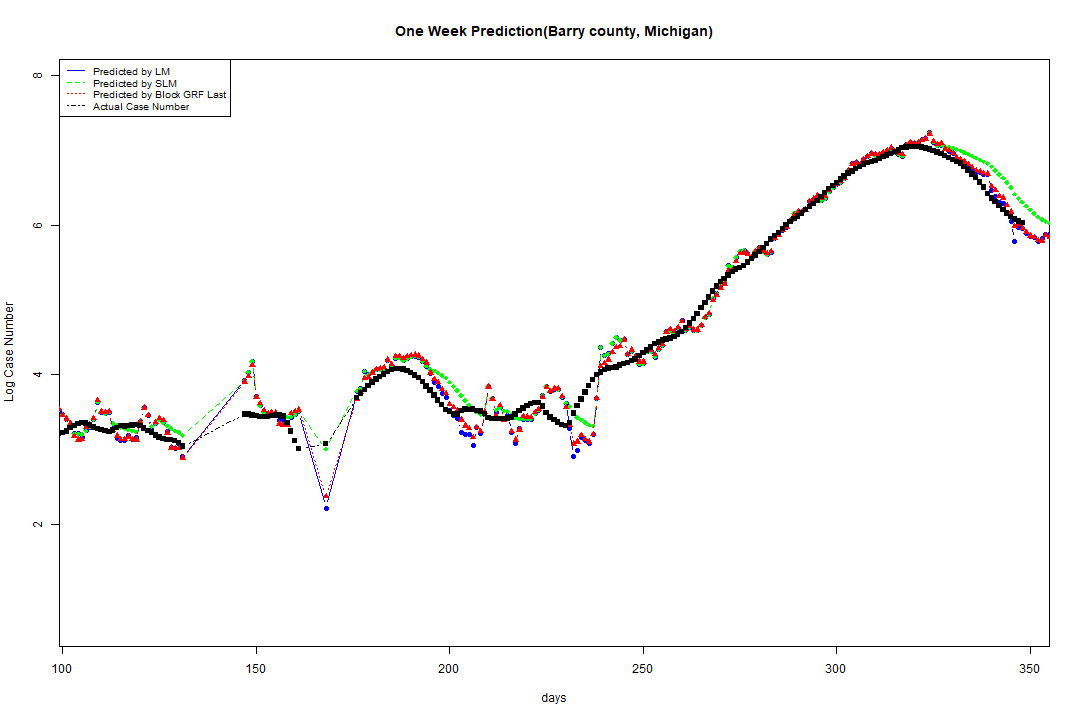 One Week Prediction(Barry county, Michigan)
Predicted by LM
Predicted by SLM
Predicted by Block GRF Last
Actual Case Number
8
6
4
2
Log Case Number
100 150 200 250 300 350
days